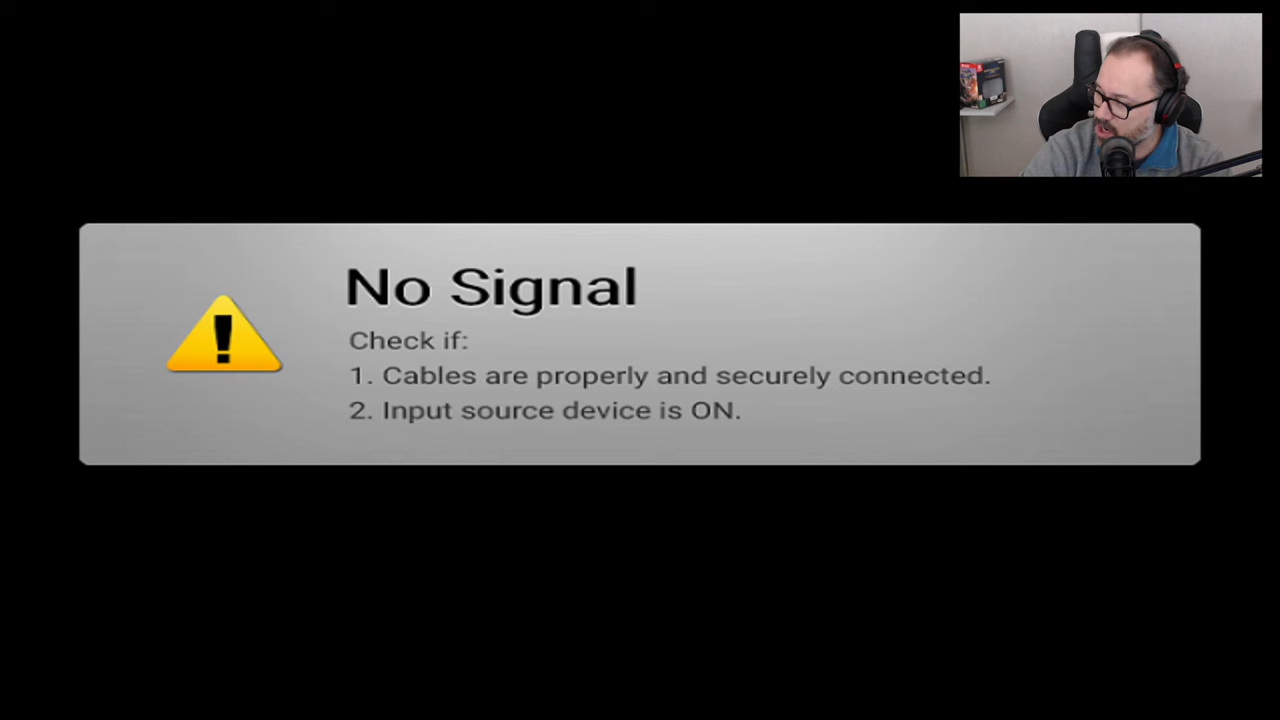 No Signal
Check if:
1. Cables are properly and securely connected.
2. Input source device is ON.